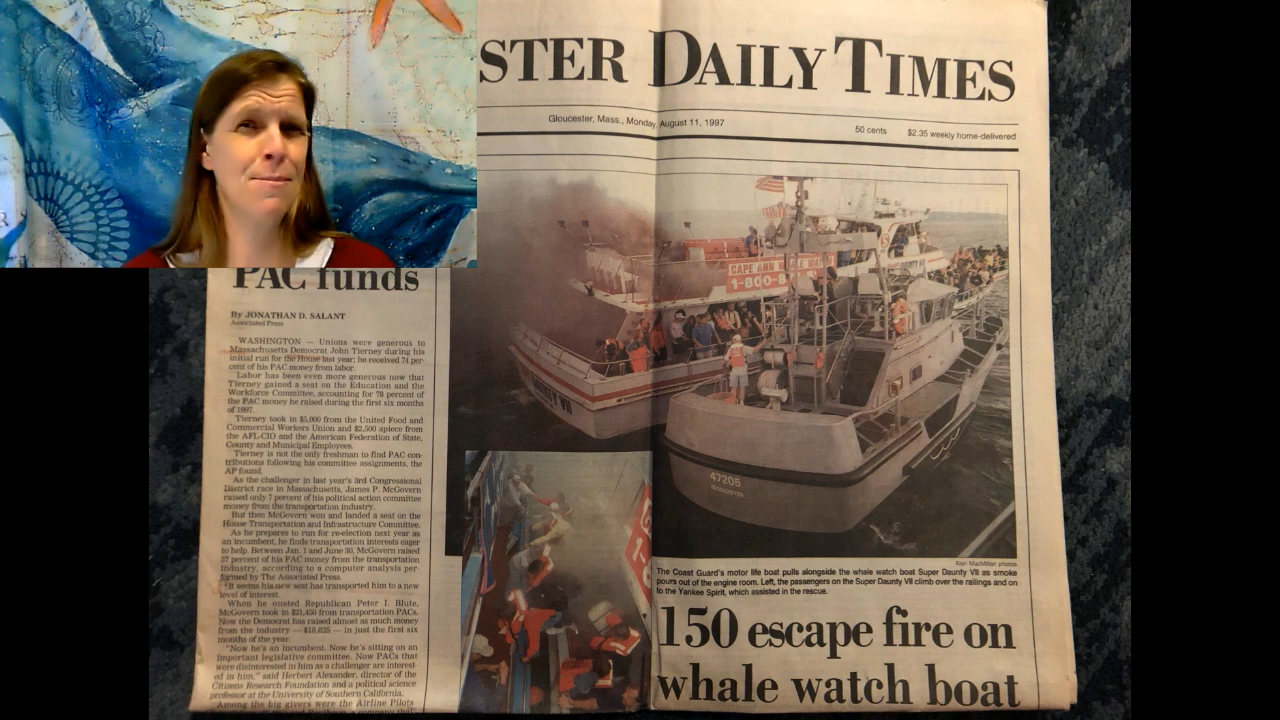 STER DAILY TIMES
Gloucester, Mass., Monday, August 11, 1997
50 cents
$2.35 weekly home-delivered
PAC funds
By JONATHAN D. SALANT
Associated Press
WASHINGTON — Unions were generous to
Massachusetts Democrat John Tierney during his
initial run for the House last year; he received 74 per-
cent of his PAC money from labor.
Labor has been even more generous now that
Tierney gained a seat on the Education and the
Workforce Committee, accounting for 78 percent of
the PAC money he raised during the first six months
of 1997.
Tierney took in $5,000 from the United Food and
Commercial Workers Union and $2,500 apiece from
the AFL-CIO and the American Federation of State,
County and Municipal Employees.
Tierney is not the only freshman to find PAC con-
tributions following his committee assignments, the
AP found.
As the challenger in last year's 3rd Congressional
District race in Massachusetts, James P. McGovern
raised only 7 percent of his political action committee
money from the transportation industry.
But then McGovern won and landed a seat on the
House Transportation and Infrastructure Committee.
As he prepares to run for re-election next year as
an incumbent, he finds transportation interests eager
to help. Between Jan. 1 and June 30, McGovern raised
37 percent of his PAC money from the transportation
industry, according to a computer analysis per-
formed by The Associated Press.
"It seems his new seat has transported him to a new
level of interest.
When he ousted Republican Peter I. Blute,
McGovern took in $21,450 from transportation PACs.
Now the Democrat has raised almost as much money
from the industry — $18,825 — in just the first six
months of the year.
"Now he's an incumbent. Now he's sitting on an
important legislative committee. Now PACs that
were disinterested in him as a challenger are interest-
ed in him," said Herbert Alexander, director of the
Citizens Research Foundation and a political science
professor at the University of Southern California.
Among the big givers were the Airline Pilots
CAPE ANN WHALE WATCH
1-800-8
DAUNTY VII
47205
GLOUCESTER
Alan MacMillan photos
The Coast Guard's motor life boat pulls alongside the whale watch boat Super Daunty VII as smoke
pours out of the engine room. Left, the passengers on the Super Daunty VII climb over the railings and on
to the Yankee Spirit, which assisted in the rescue.
150 escape fire on
whale watch boat